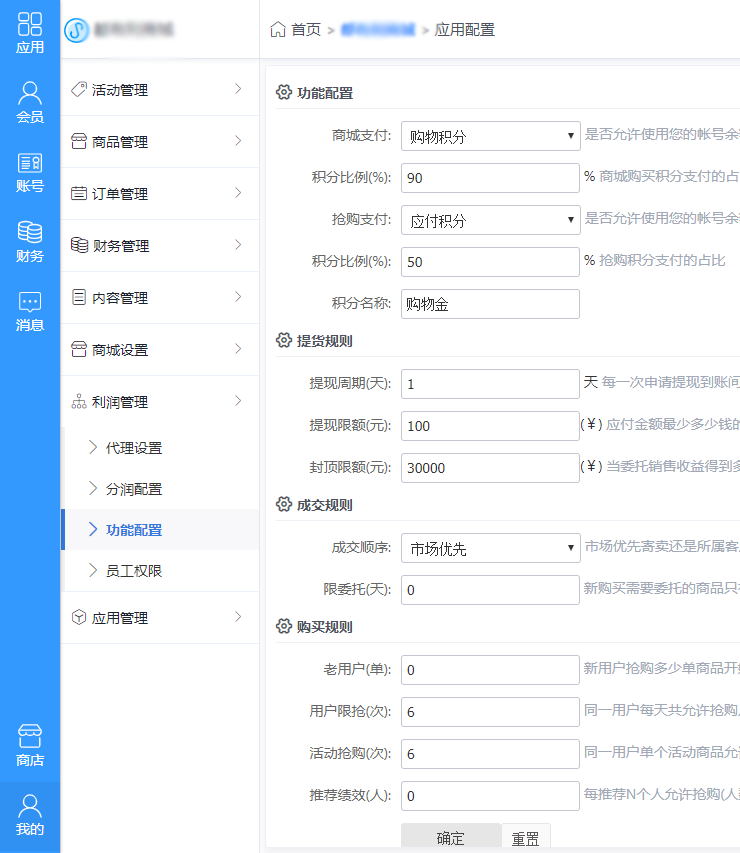 应用
会员
账号
财务
消息
商店
我的
活动管理
商品管理
订单管理
财务管理
内容管理
商城设置
利润管理
代理设置
分润配置
功能配置
员工权限
应用管理
首页 > > 应用配置
功能配置
商城支付: 购物积分 是否允许使用您的帐号余
积分比例(%): 90 % 商城购买积分支付的占
抢购支付: 应付积分 是否允许使用您的帐号余
积分比例(%): 50 % 抢购积分支付的占比
积分名称: 购物金
提货规则
提现周期(天): 1 天 每一次申请提现到账间
提现限额(元): 100 (￥) 应付金额最少多少钱的
封顶限额(元): 30000 (￥) 当委托销售收益得到多
成交规则
成交顺序: 市场优先 市场优先寄卖还是所属客
限委托(天): 0 新购买需要委托的商品只
购买规则
老用户(单): 0 新用户抢购多少单商品开
用户限抢(次): 6 同一用户每天共允许抢购
活动抢购(次): 6 同一用户单个活动商品允
推荐绩效(人): 0 每推荐N个人允许抢购(人
确定 重置